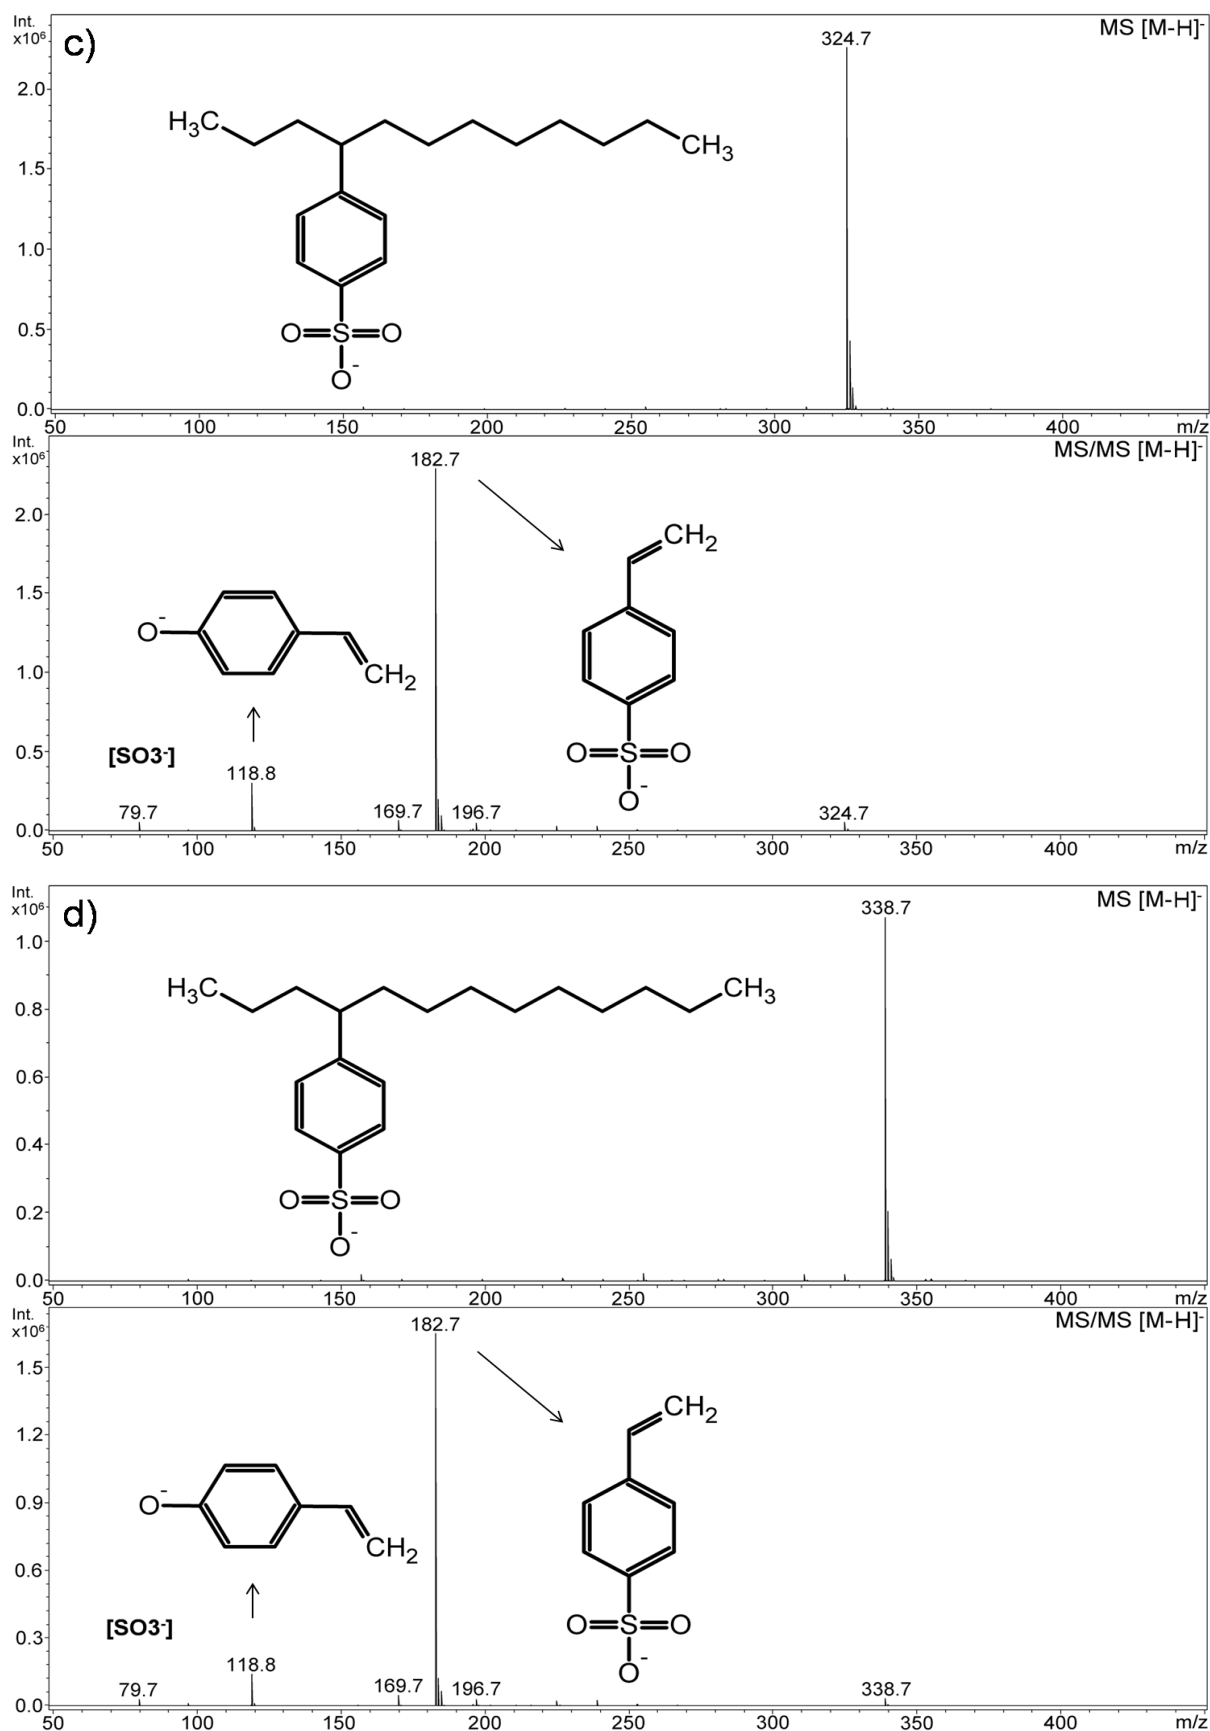 Int.
x10⁶
c)
MS [M-H]⁻
324.7
2.0
H₃C
CH₃
1.5
1.0
0.5
O S O
O⁻
0.0
50 100 150 200 250 300 350 400 m/z
Int.
x10⁶
MS/MS [M-H]⁻
182.7
2.0
CH₂
1.5
O⁻
CH₂
1.0
[SO3⁻]
O S O
0.5
118.8
O⁻
79.7 169.7 196.7 324.7
0.0
50 100 150 200 250 300 350 400 m/z
Int.
x10⁶
d)
MS [M-H]⁻
338.7
1.0
H₃C CH₃
0.8
0.6
0.4
O S O
0.2
O⁻
0.0
50 100 150 200 250 300 350 400 m/z
Int.
x10⁶
MS/MS [M-H]⁻
182.7
1.5
CH₂
1.2
O⁻
0.9
CH₂
0.6
[SO3⁻]
O S O
0.3
118.8
O⁻
79.7 169.7 196.7 338.7
0.0
50 100 150 200 250 300 350 400 m/z